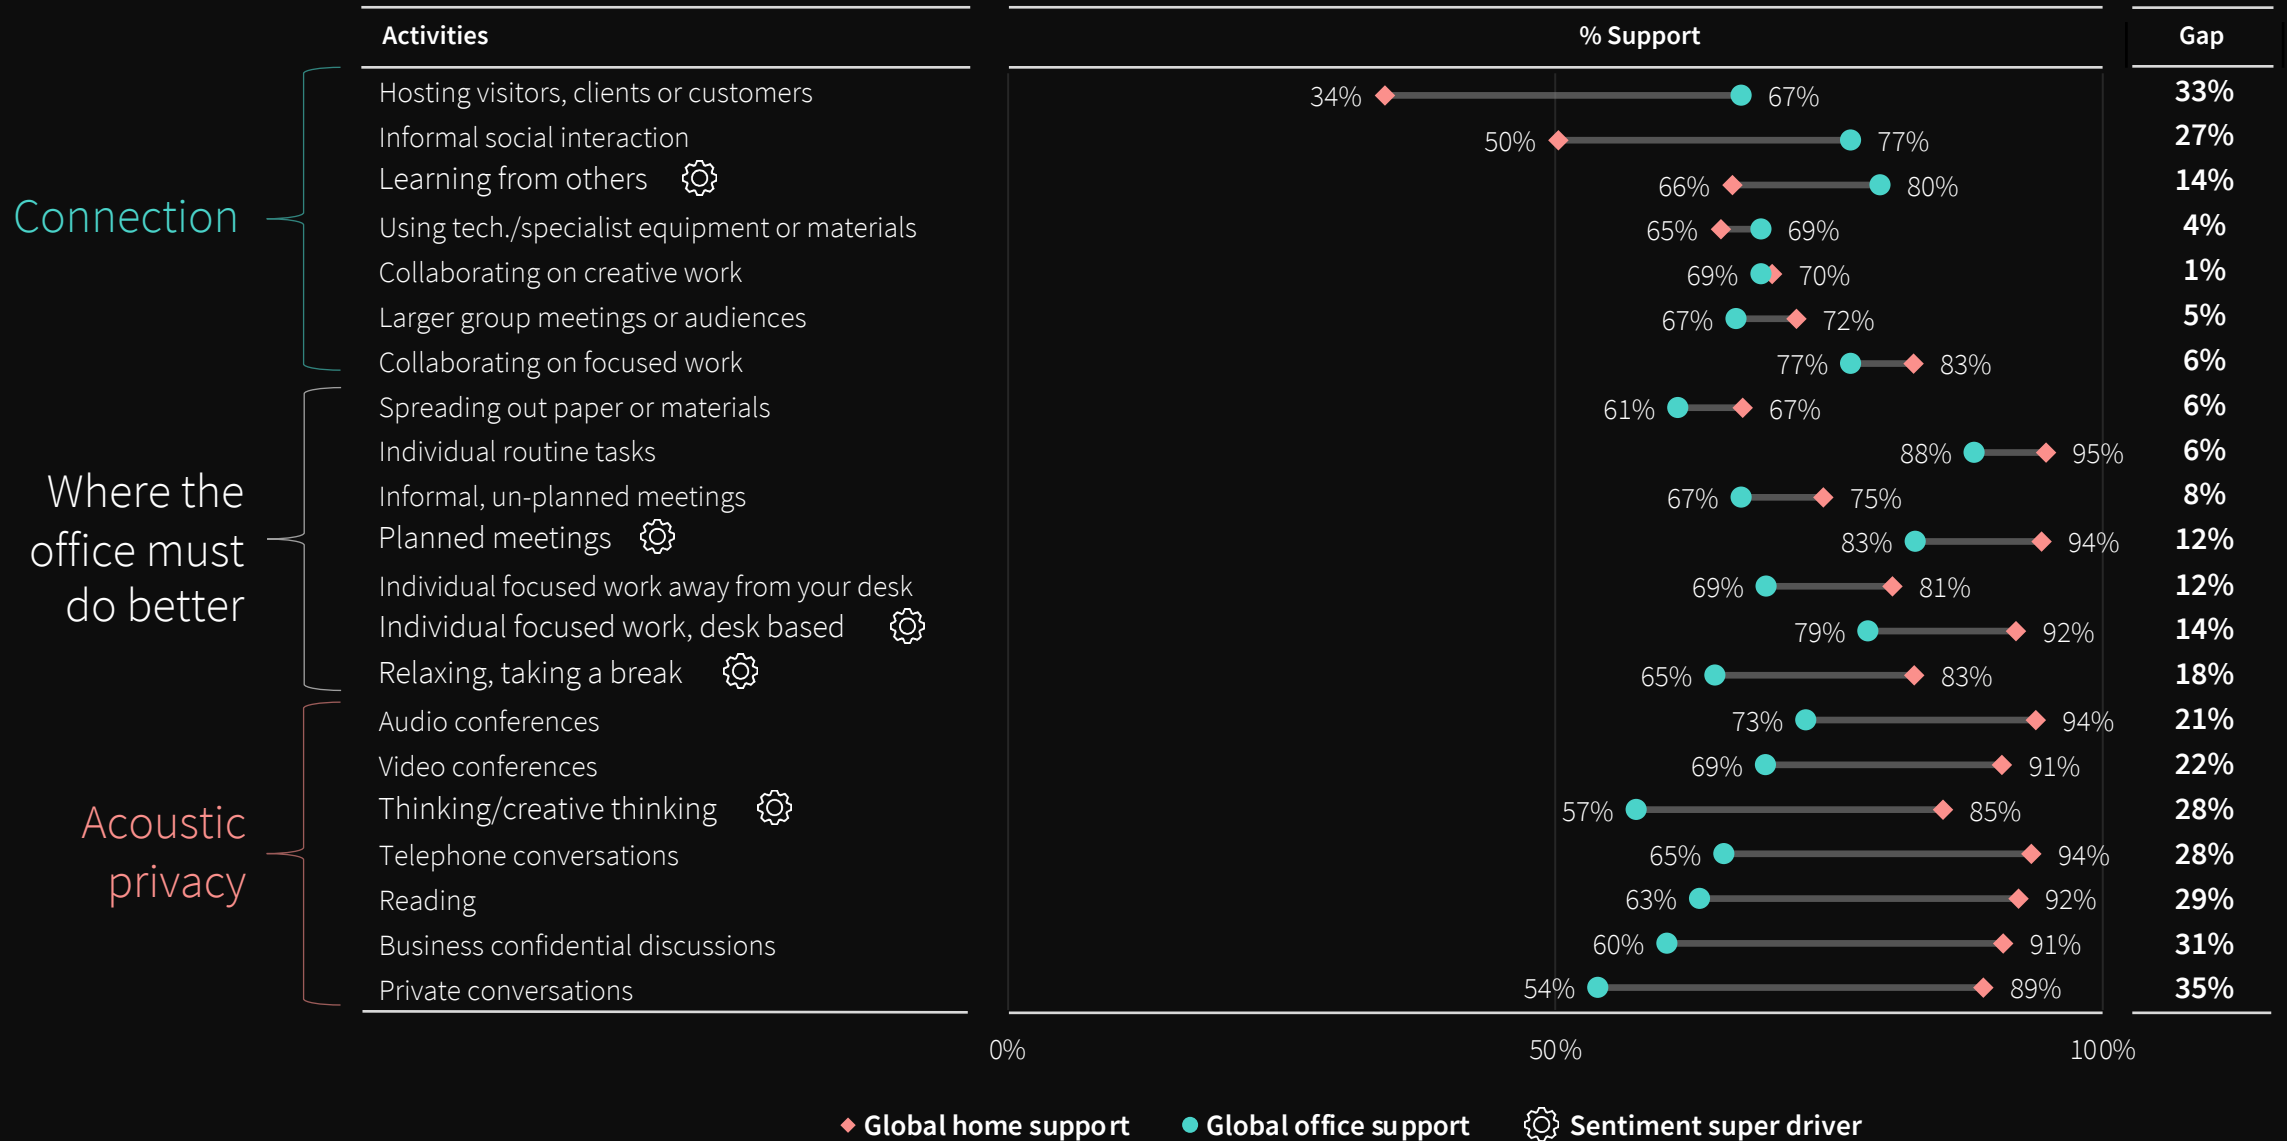 Activities % Support Gap
Hosting visitors, clients or customers 34% 67% 33%
Informal social interaction 50% 77% 27%
Learning from others 66% 80% 14%
Connection
Using tech./specialist equipment or materials 65% 69% 4%
Collaborating on creative work 69% 70% 1%
Larger group meetings or audiences 67% 72% 5%
Collaborating on focused work 77% 83% 6%
Spreading out paper or materials 61% 67% 6%
Individual routine tasks 88% 95% 6%
Where the
office must
do better
Informal, un-planned meetings 67% 75% 8%
Planned meetings 83% 94% 12%
Individual focused work away from your desk 69% 81% 12%
Individual focused work, desk based 79% 92% 14%
Relaxing, taking a break 65% 83% 18%
Audio conferences 73% 94% 21%
Video conferences 69% 91% 22%
Acoustic
privacy
Thinking/creative thinking 57% 85% 28%
Telephone conversations 65% 94% 28%
Reading 63% 92% 29%
Business confidential discussions 60% 91% 31%
Private conversations 54% 89% 35%
0% 50% 100%
Global home support Global office support Sentiment super driver